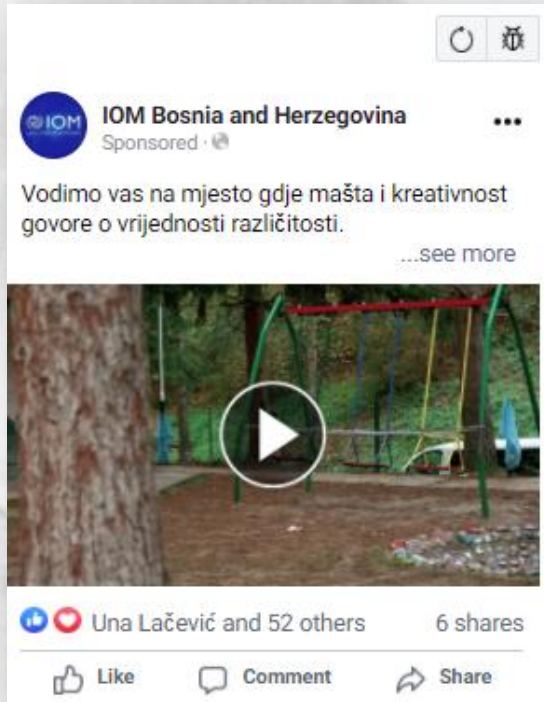 IOM
IOM Bosnia and Herzegovina
Sponsored ·
Vodimo vas na mjesto gdje mašta i kreativnost
govore o vrijednosti različitosti.
...see more
Una Lačević and 52 others 6 shares
Like Comment Share